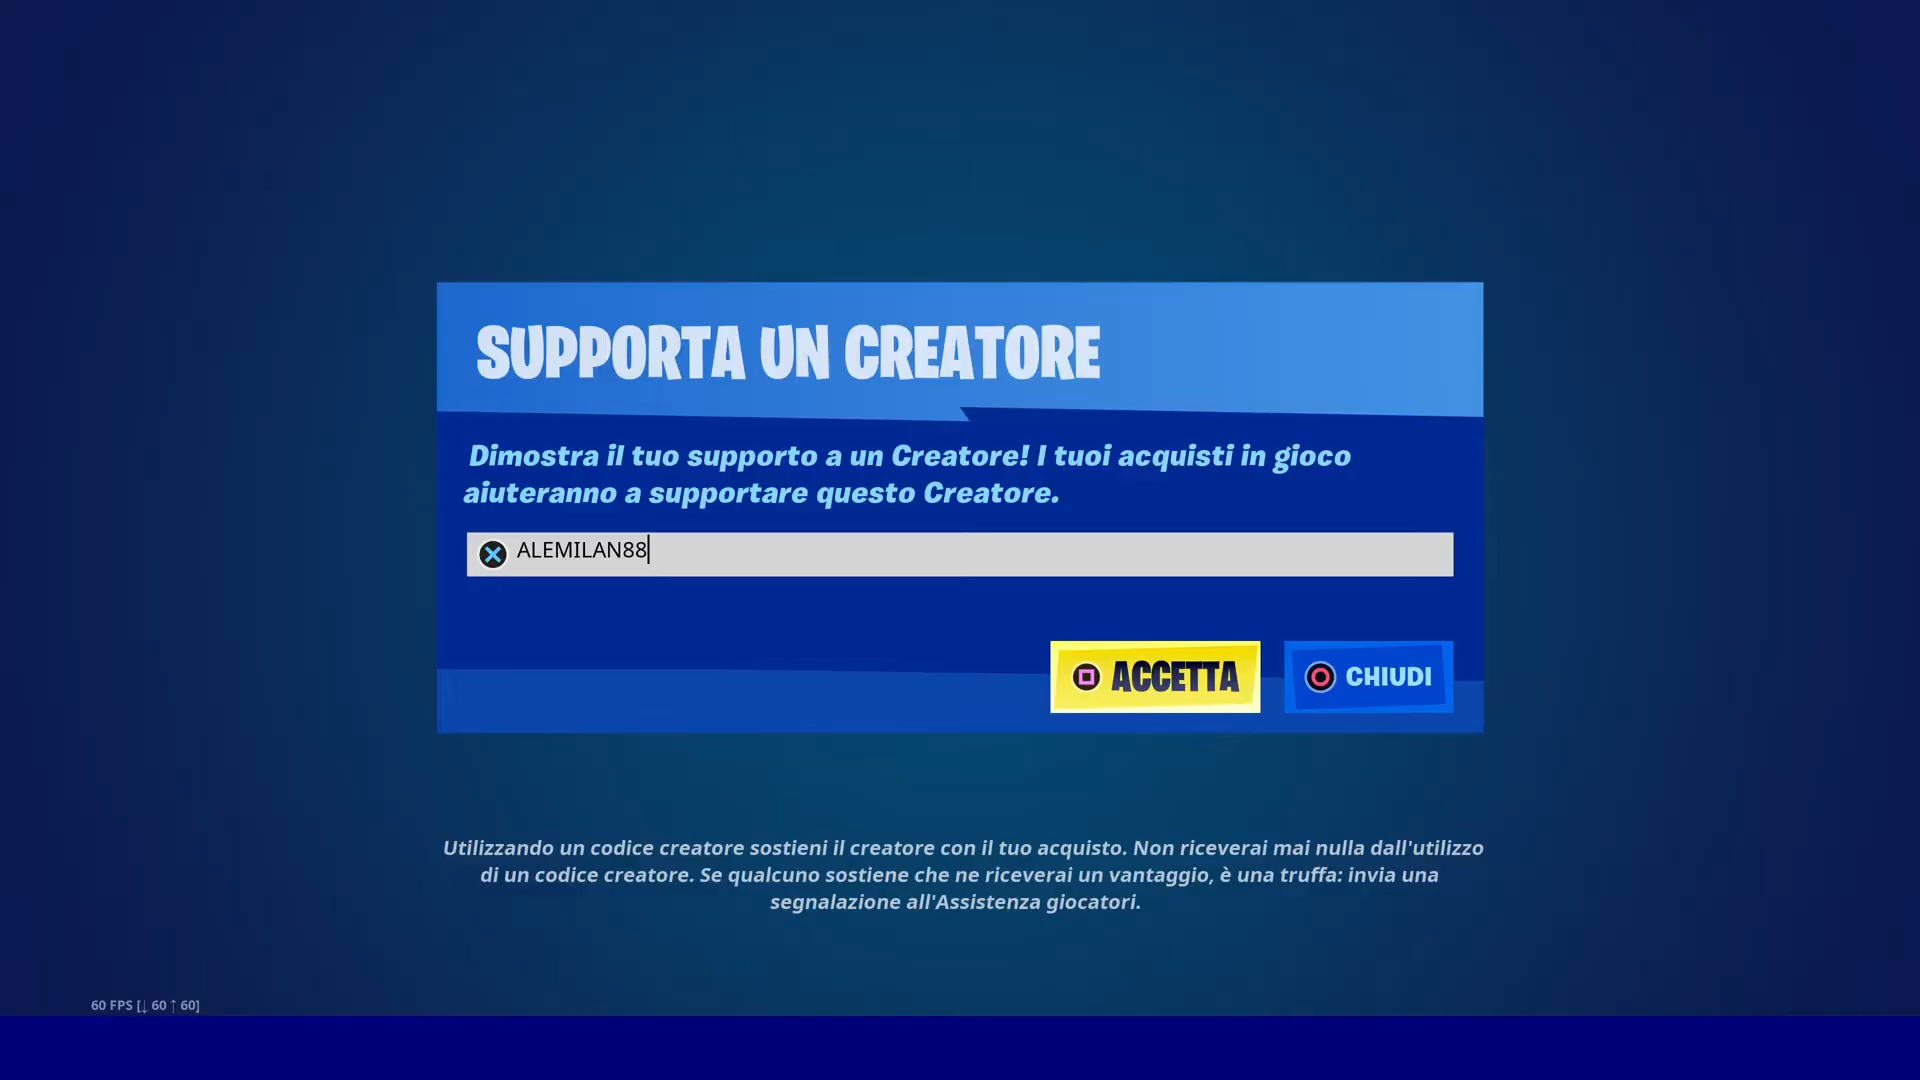 SUPPORTA UN CREATORE
Dimostra il tuo supporto a un Creatore! I tuoi acquisti in gioco
aiuteranno a supportare questo Creatore.
ALEMILAN88
ACCETTA
CHIUDI
Utilizzando un codice creatore sostieni il creatore con il tuo acquisto. Non riceverai mai nulla dall'utilizzo
di un codice creatore. Se qualcuno sostiene che ne riceverai un vantaggio, è una truffa: invia una
segnalazione all'Assistenza giocatori.
60 FPS [↓ 60 ↑ 60]